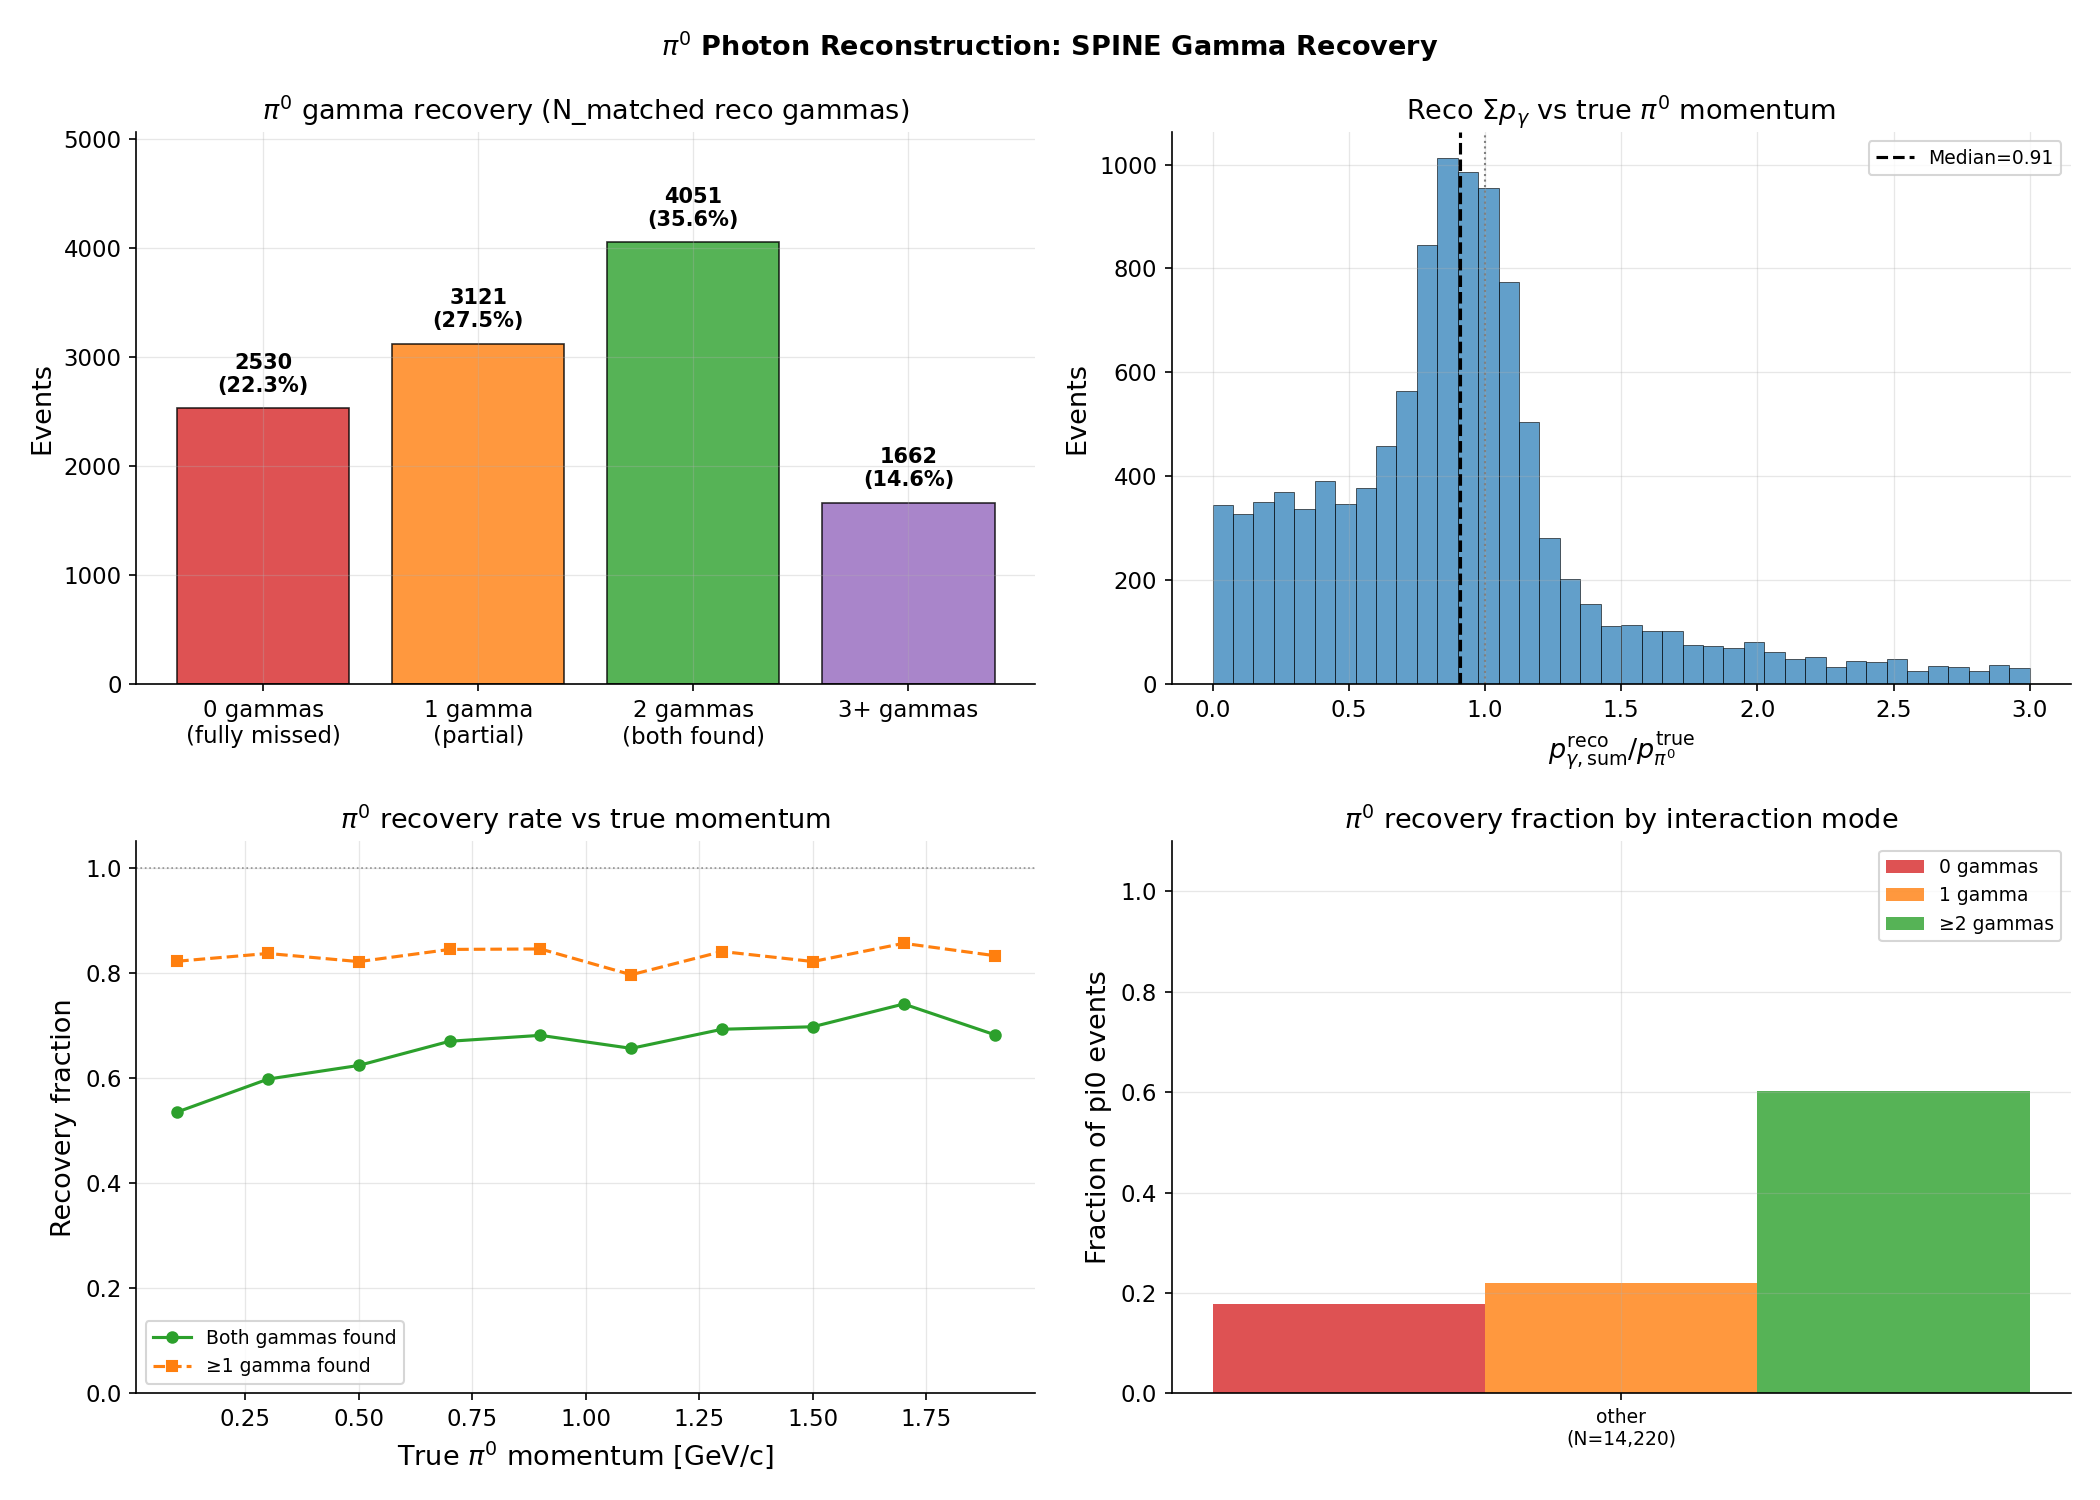 π⁰ Photon Reconstruction: SPINE Gamma Recovery
π⁰ gamma recovery (N_matched reco gammas)
Events
5000
4000
3000
2000
1000
0
2530
(22.3%)
3121
(27.5%)
4051
(35.6%)
1662
(14.6%)
0 gammas
(fully missed)
1 gamma
(partial)
2 gammas
(both found)
3+ gammas
Reco Σp_γ vs true π⁰ momentum
Events
1000
800
600
400
200
0
Median=0.91
0.0 0.5 1.0 1.5 2.0 2.5 3.0
p_{γ,sum}^{reco}/p_{π⁰}^{true}
π⁰ recovery rate vs true momentum
Recovery fraction
1.0
0.8
0.6
0.4
0.2
0.0
Both gammas found
≥1 gamma found
0.25 0.50 0.75 1.00 1.25 1.50 1.75
True π⁰ momentum [GeV/c]
π⁰ recovery fraction by interaction mode
Fraction of pi0 events
1.0
0.8
0.6
0.4
0.2
0.0
0 gammas
1 gamma
≥2 gammas
other
(N=14,220)